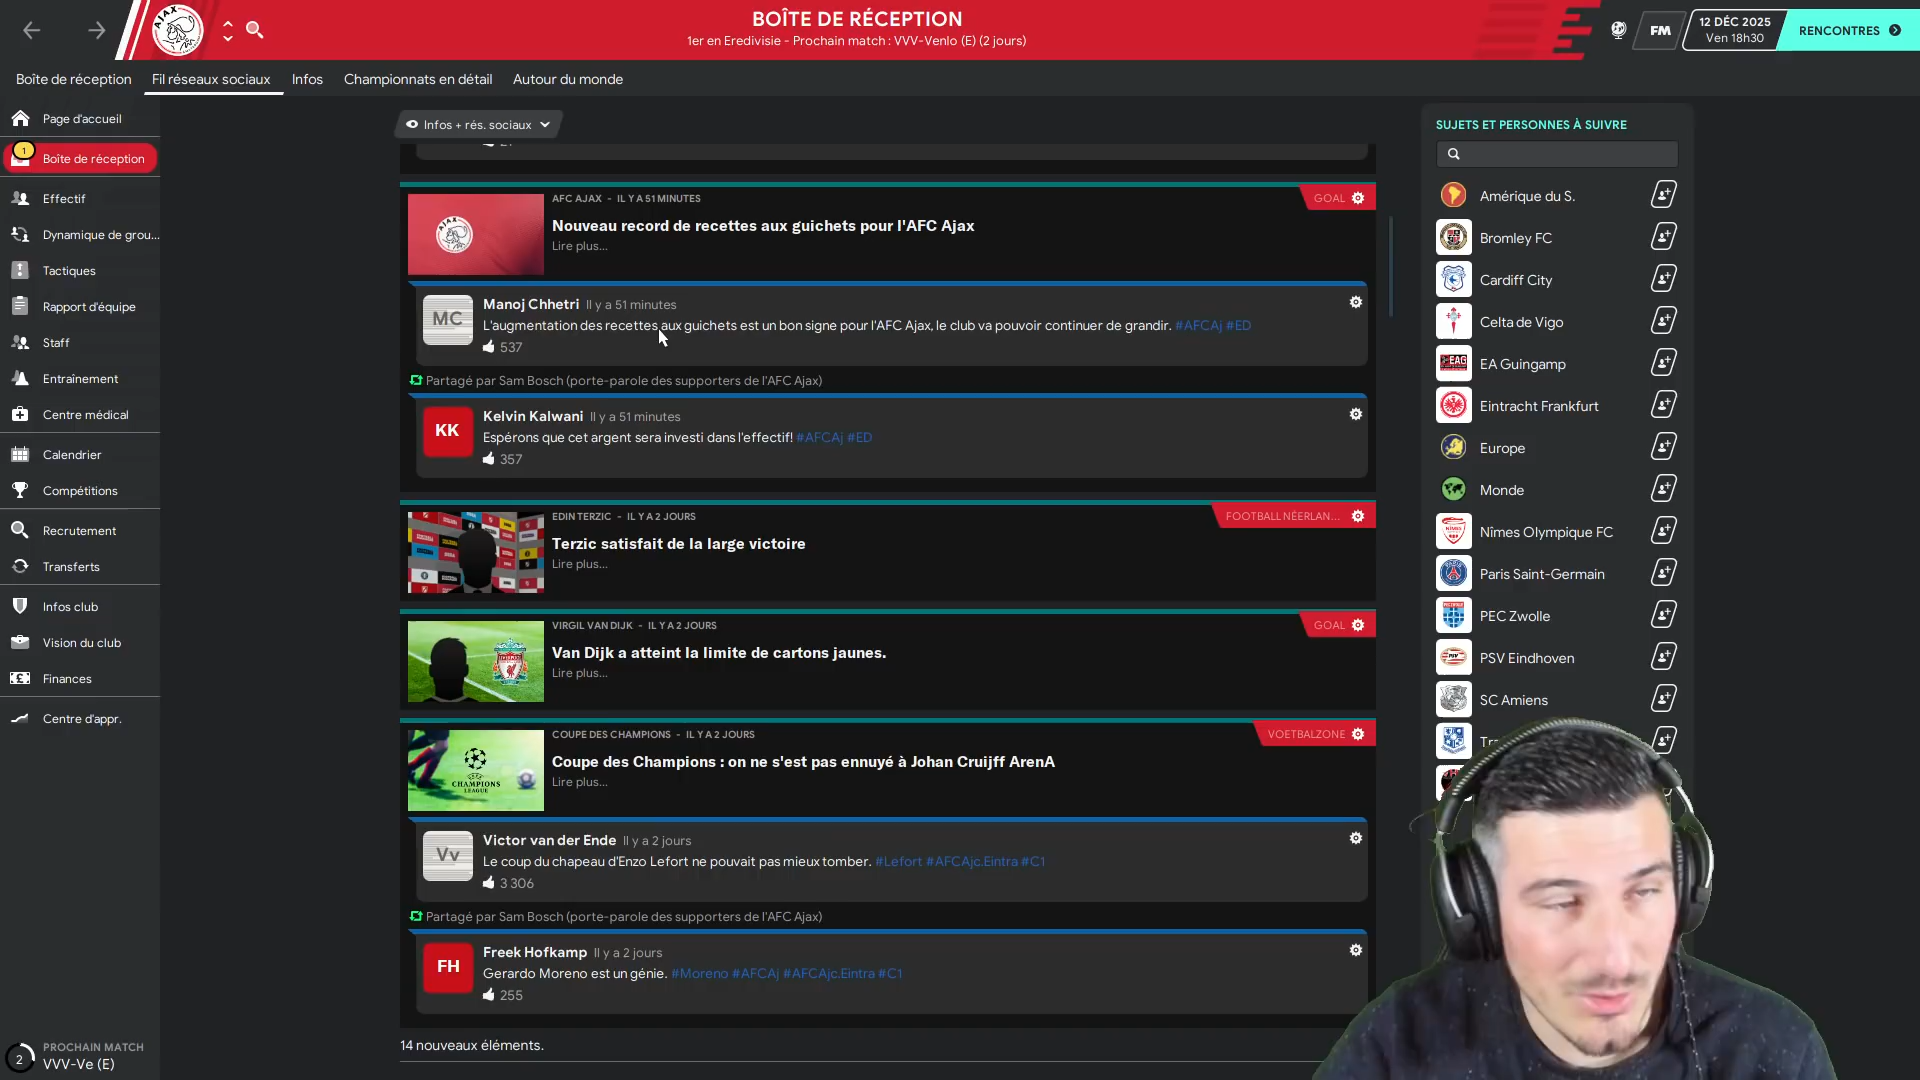 BOÎTE DE RÉCEPTION
1er en Eredivisie - Prochain match : VVV-Venlo (E) (2 jours)
FM
12 DÉC 2025
Ven 18h30
RENCONTRES
Boîte de réception
Fil réseaux sociaux
Infos
Championnats en détail
Autour du monde
Page d'accueil
1
Boîte de réception
Effectif
Dynamique de grou...
Tactiques
Rapport d'équipe
Staff
Entraînement
Centre médical
Calendrier
Compétitions
Recrutement
Transferts
Infos club
Vision du club
Finances
Centre d'appr.
2
PROCHAIN MATCH
VVV-Ve (E)
Infos + rés. sociaux
AFC AJAX - IL Y A 51 MINUTES
GOAL
AJAX
Nouveau record de recettes aux guichets pour l'AFC Ajax
Lire plus...
MC
Manoj Chhetri Il y a 51 minutes
L'augmentation des recettes aux guichets est un bon signe pour l'AFC Ajax, le club va pouvoir continuer de grandir. #AFCAj #ED
537
Partagé par Sam Bosch (porte-parole des supporters de l'AFC Ajax)
KK
Kelvin Kalwani Il y a 51 minutes
Espérons que cet argent sera investi dans l'effectif! #AFCAj #ED
357
EDIN TERZIC - IL Y A 2 JOURS
FOOTBALL NÉERLAN...
Terzic satisfait de la large victoire
Lire plus...
VIRGIL VAN DIJK - IL Y A 2 JOURS
GOAL
Van Dijk a atteint la limite de cartons jaunes.
Lire plus...
COUPE DES CHAMPIONS - IL Y A 2 JOURS
VOETBALZONE
CHAMPIONS
LEAGUE
Coupe des Champions : on ne s'est pas ennuyé à Johan Cruijff ArenA
Lire plus...
Vv
Victor van der Ende Il y a 2 jours
Le coup du chapeau d'Enzo Lefort ne pouvait pas mieux tomber. #Lefort #AFCAjc.Eintra #C1
3 306
Partagé par Sam Bosch (porte-parole des supporters de l'AFC Ajax)
FH
Freek Hofkamp Il y a 2 jours
Gerardo Moreno est un génie. #Moreno #AFCAj #AFCAjc.Eintra #C1
255
14 nouveaux éléments.
SUJETS ET PERSONNES À SUIVRE
Amérique du S.
Bromley FC
Cardiff City
Celta de Vigo
EA Guingamp
Eintracht Frankfurt
Europe
Monde
Nîmes Olympique FC
Paris Saint-Germain
PEC Zwolle
PSV Eindhoven
SC Amiens